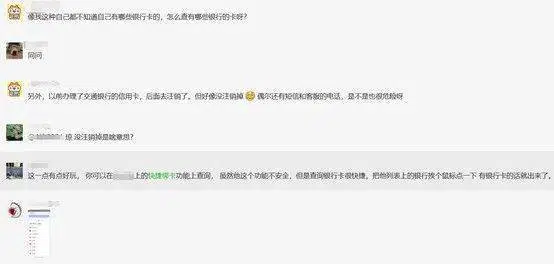 像我这种自己都不知道自己有哪些银行卡的，怎么查有哪些银行的卡呀？
同问
另外，以前办理了交通银行的信用卡，后面去注销了。但好像没注销掉 偶尔还有短信和客服的电话，是不是也很危险呀
@ 琼 没注销掉是啥意思？
这一点有点好玩， 你可以在 上的快捷绑卡功能上查询， 虽然他这个功能不安全，但是查询银行卡很快捷。把他列表上的银行挨个鼠标点一下 有银行卡的话就出来了。